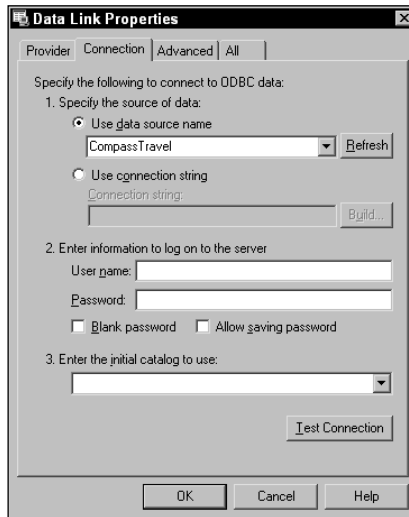 Data Link Properties
Provider Connection Advanced All
Specify the following to connect to ODBC data:
1. Specify the source of data:
Use data source name
CompassTravel Refresh
Use connection string
Connection string:
Build...
2. Enter information to log on to the server
User name:
Password:
Blank password Allow saving password
3. Enter the initial catalog to use:
Test Connection
OK Cancel Help